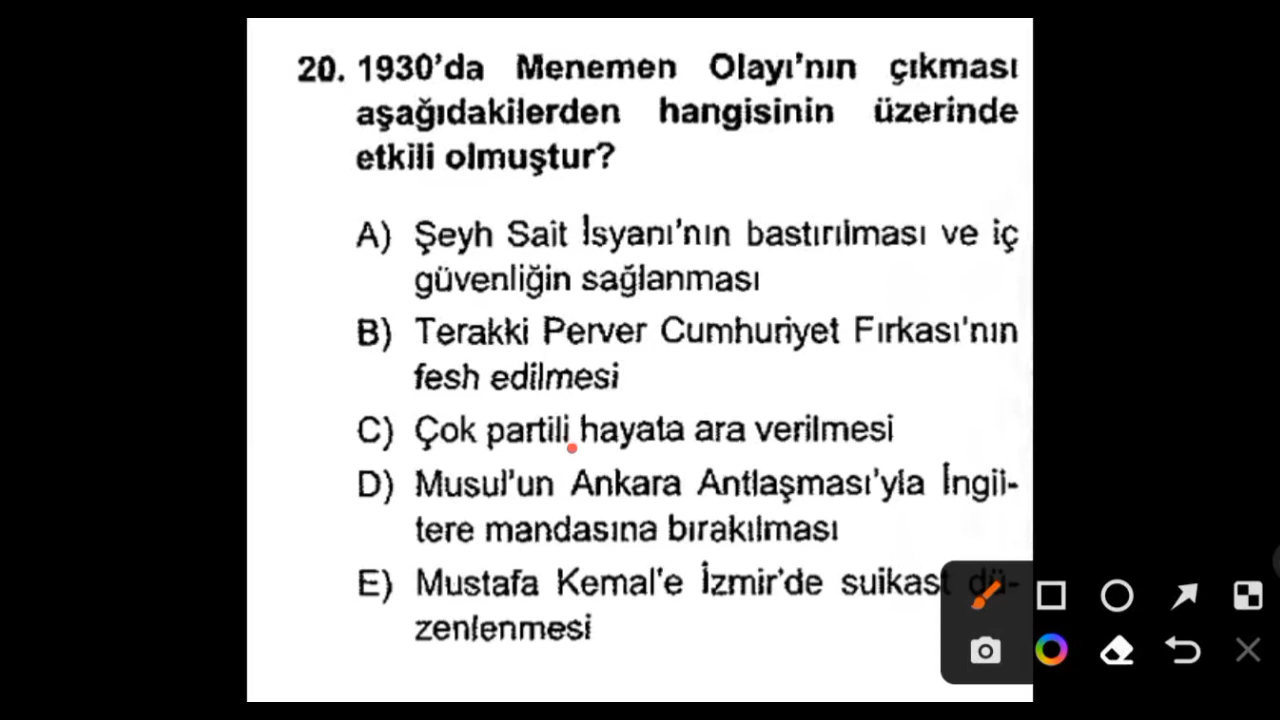 20. 1930'da Menemen Olayı'nın çıkması
aşağıdakilerden hangisinin üzerinde
etkili olmuştur?
A) Şeyh Sait İsyanı'nın bastırılması ve iç
güvenliğin sağlanması
B) Terakki Perver Cumhuriyet Fırkası'nın
fesh edilmesi
C) Çok partili hayata ara verilmesi
D) Musul'un Ankara Antlaşması'yla İngil-
tere mandasına bırakılması
E) Mustafa Kemal'e İzmir'de suikast dü-
zenlenmesi